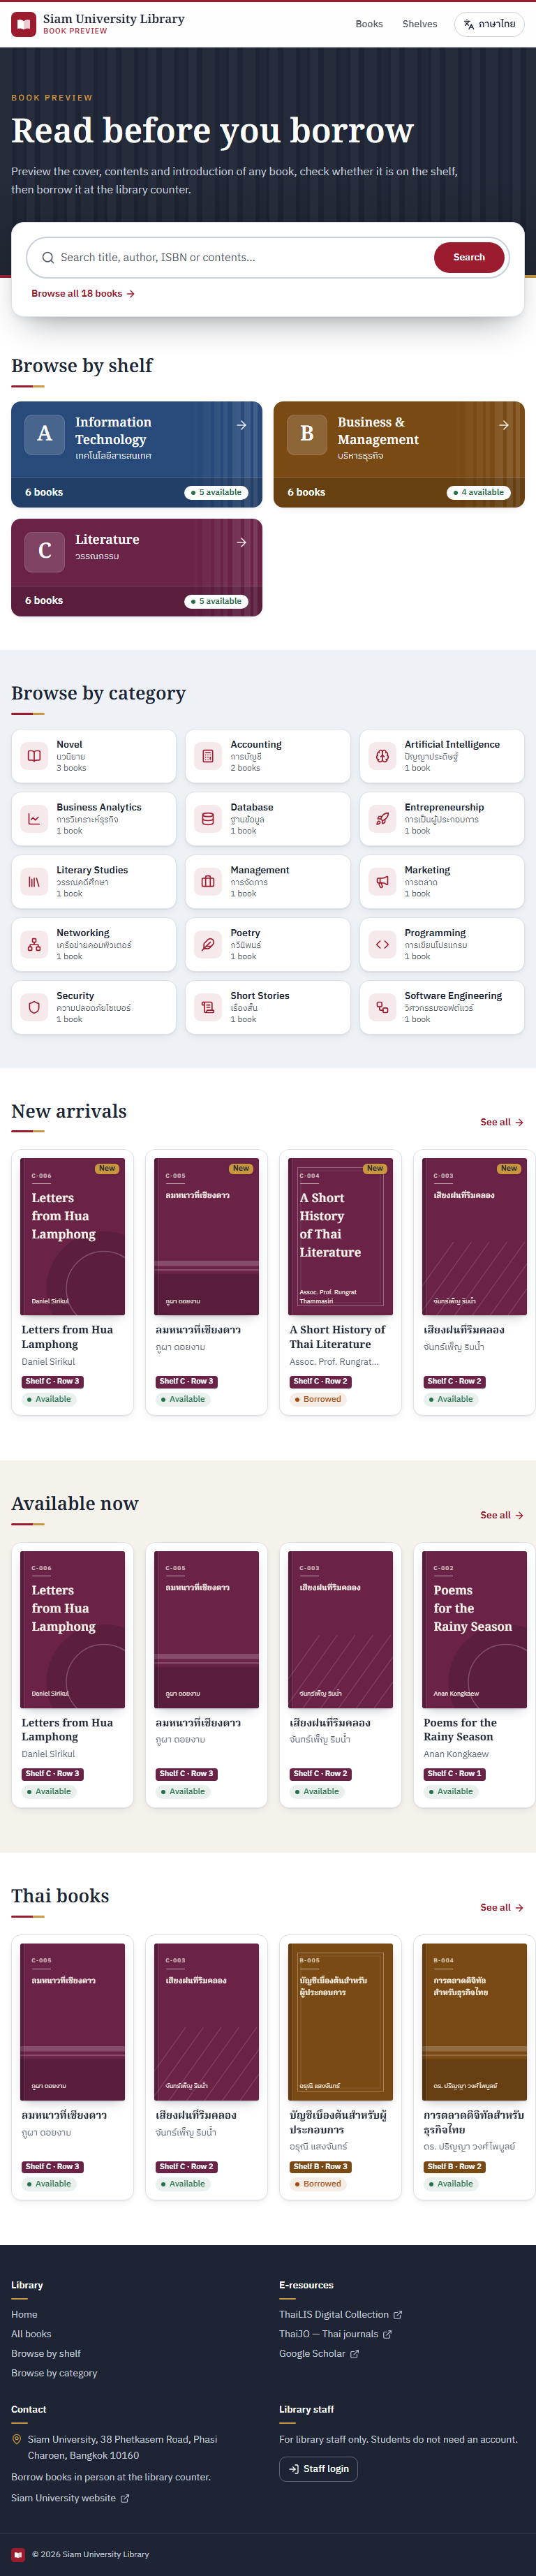 Siam University Library
BOOK PREVIEW
Books
Shelves
ภาษาไทย
BOOK PREVIEW
Read before you borrow
Preview the cover, contents and introduction of any book, check whether it is on the shelf,
then borrow it at the library counter.
Search title, author, ISBN or contents...
Search
Browse all 18 books
Browse by shelf
A
Information
Technology
เทคโนโลยีสารสนเทศ
6 books
5 available
B
Business &
Management
บริหารธุรกิจ
6 books
4 available
C
Literature
วรรณกรรม
6 books
5 available
Browse by category
Novel
นวนิยาย
3 books
Accounting
การบัญชี
2 books
Artificial Intelligence
ปัญญาประดิษฐ์
1 book
Business Analytics
การวิเคราะห์ธุรกิจ
1 book
Database
ฐานข้อมูล
1 book
Entrepreneurship
การเป็นผู้ประกอบการ
1 book
Literary Studies
วรรณคดีศึกษา
1 book
Management
การจัดการ
1 book
Marketing
การตลาด
1 book
Networking
เครือข่ายคอมพิวเตอร์
1 book
Poetry
กวีนิพนธ์
1 book
Programming
การเขียนโปรแกรม
1 book
Security
ความปลอดภัยไซเบอร์
1 book
Short Stories
เรื่องสั้น
1 book
Software Engineering
วิศวกรรมซอฟต์แวร์
1 book
New arrivals
See all
New
C-006
Letters
from Hua
Lamphong
Daniel Sirikul
Letters from Hua
Lamphong
Daniel Sirikul
Shelf C · Row 3
Available
New
C-005
ลมหนาวที่เชียงดาว
ภูผา ดอยงาม
ลมหนาวที่เชียงดาว
ภูผา ดอยงาม
Shelf C · Row 3
Available
New
C-004
A Short
History
of Thai
Literature
Assoc. Prof. Rungrat
Thammasiri
A Short History of
Thai Literature
Assoc. Prof. Rungrat...
Shelf C · Row 2
Borrowed
New
C-003
เสียงฝนที่ริมคลอง
จันทร์เพ็ญ ริมน้ำ
เสียงฝนที่ริมคลอง
จันทร์เพ็ญ ริมน้ำ
Shelf C · Row 2
Available
Available now
See all
C-006
Letters
from Hua
Lamphong
Daniel Sirikul
Letters from Hua
Lamphong
Daniel Sirikul
Shelf C · Row 3
Available
C-005
ลมหนาวที่เชียงดาว
ภูผา ดอยงาม
ลมหนาวที่เชียงดาว
ภูผา ดอยงาม
Shelf C · Row 3
Available
C-003
เสียงฝนที่ริมคลอง
จันทร์เพ็ญ ริมน้ำ
เสียงฝนที่ริมคลอง
จันทร์เพ็ญ ริมน้ำ
Shelf C · Row 2
Available
C-002
Poems
for the
Rainy Season
Anan Kongkaew
Poems for the
Rainy Season
Anan Kongkaew
Shelf C · Row 1
Available
Thai books
See all
C-005
ลมหนาวที่เชียงดาว
ภูผา ดอยงาม
ลมหนาวที่เชียงดาว
ภูผา ดอยงาม
Shelf C · Row 3
Available
C-003
เสียงฝนที่ริมคลอง
จันทร์เพ็ญ ริมน้ำ
เสียงฝนที่ริมคลอง
จันทร์เพ็ญ ริมน้ำ
Shelf C · Row 2
Available
B-005
บัญชีเบื้องต้นสำหรับ
ผู้ประกอบการ
อรุณี แสงจันทร์
บัญชีเบื้องต้นสำหรับผู้
ประกอบการ
อรุณี แสงจันทร์
Shelf B · Row 3
Borrowed
B-004
การตลาดดิจิทัล
สำหรับธุรกิจไทย
ดร. ปริญญา วงศ์ไพบูลย์
การตลาดดิจิทัลสำหรับ
ธุรกิจไทย
ดร. ปริญญา วงศ์ไพบูลย์
Shelf B · Row 2
Available
Library
Home
All books
Browse by shelf
Browse by category
E-resources
ThaiLIS Digital Collection
ThaiJO — Thai journals
Google Scholar
Contact
Siam University, 38 Phetkasem Road, Phasi
Charoen, Bangkok 10160
Borrow books in person at the library counter.
Siam University website
Library staff
For library staff only. Students do not need an account.
Staff login
© 2026 Siam University Library